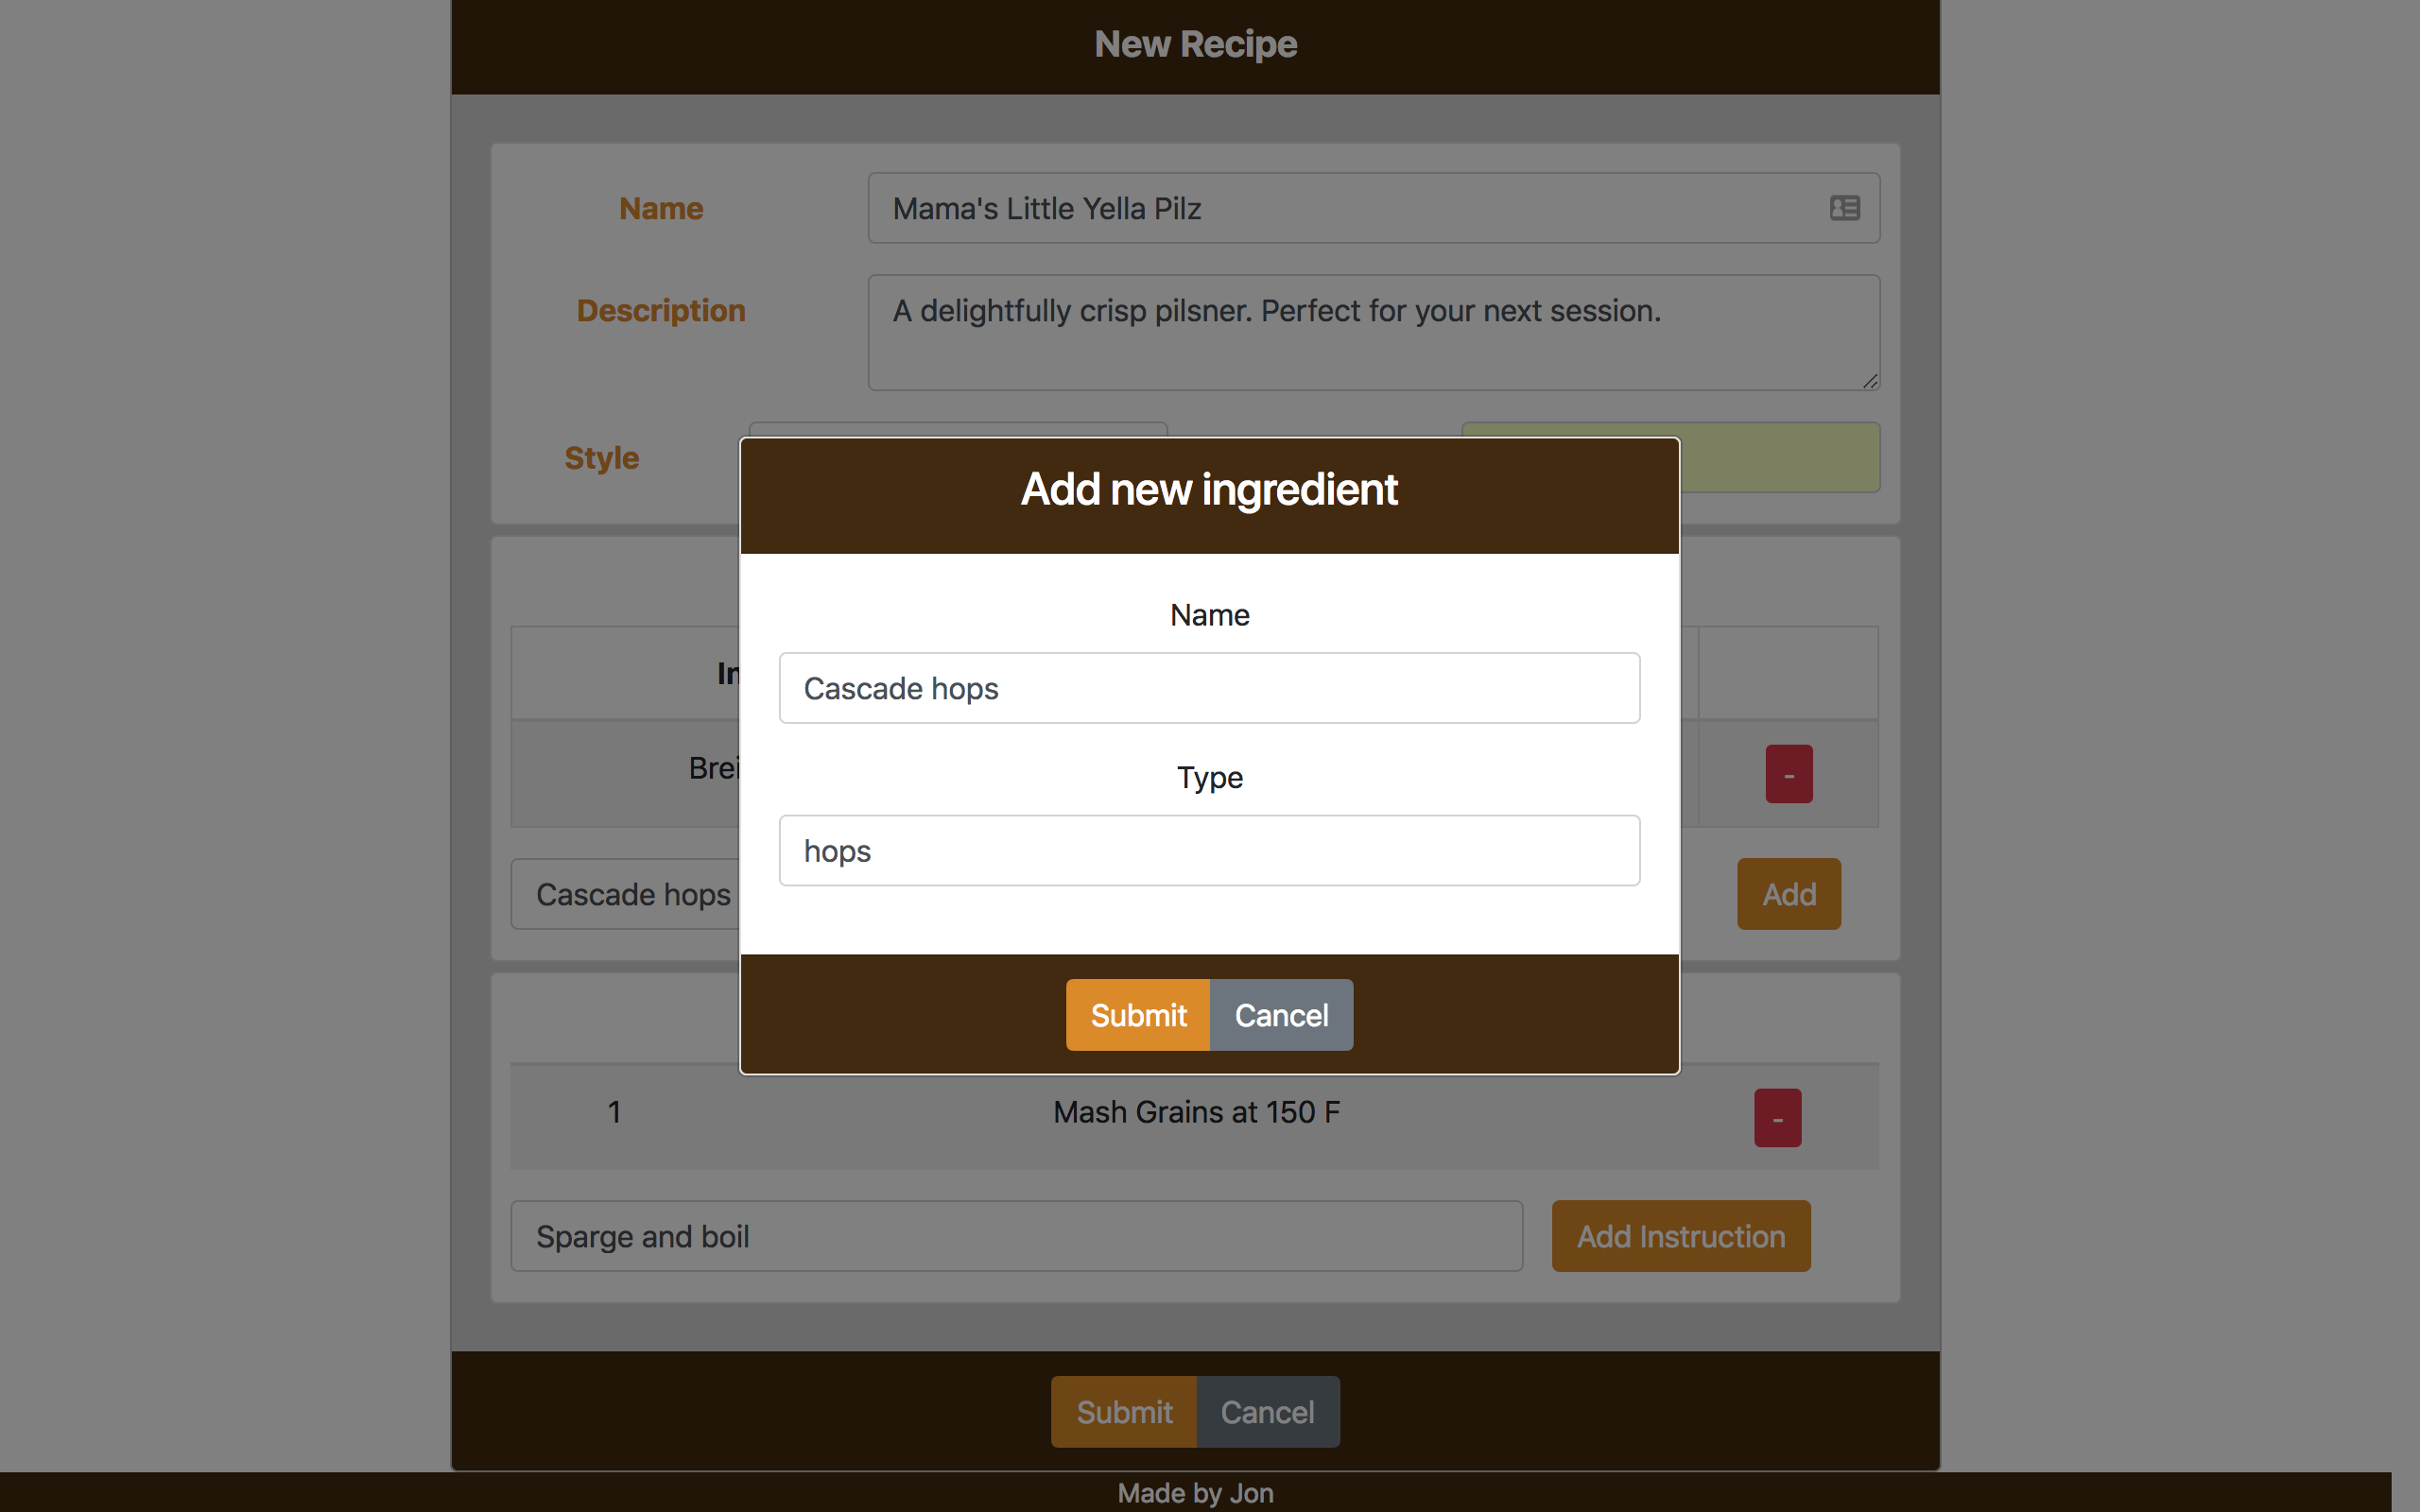 New Recipe
Name
Mama's Little Yella Pilz
Description
A delightfully crisp pilsner. Perfect for your next session.
Style
Add new ingredient
Name
Cascade hops
Type
hops
Submit Cancel
-
Cascade hops
Add
1 Mash Grains at 150 F -
Sparge and boil
Add Instruction
Submit Cancel
Made by Jon